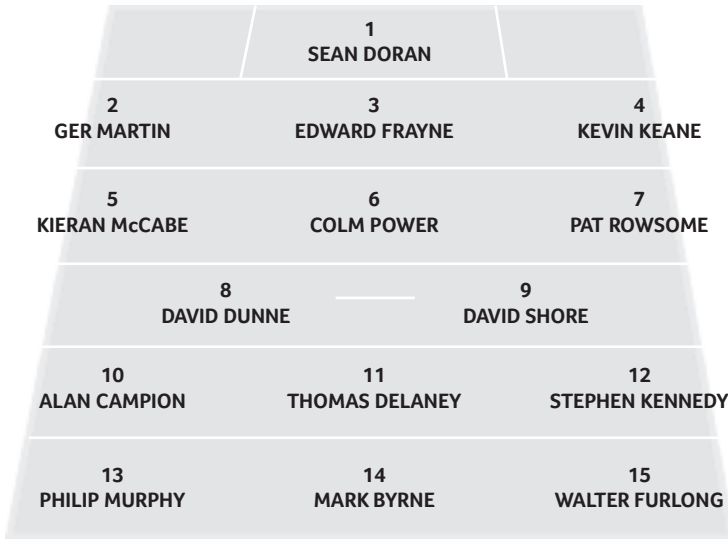 1
SEAN DORAN
2 3 4
GER MARTIN EDWARD FRAYNE KEVIN KEANE
5 6 7
KIERAN McCABE COLM POWER PAT ROWSOME
8 9
DAVID DUNNE DAVID SHORE
10 11 12
ALAN CAMPION THOMAS DELANEY STEPHEN KENNEDY
13 14 15
PHILIP MURPHY MARK BYRNE WALTER FURLONG